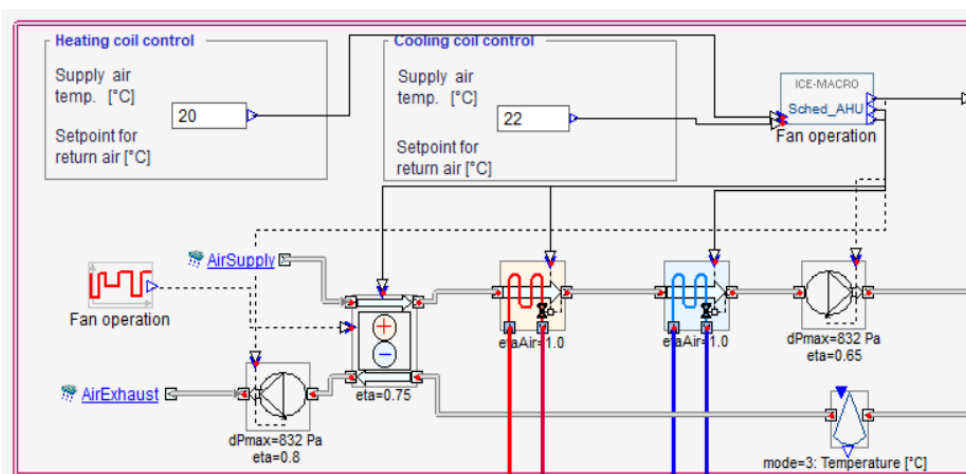 Heating coil control
Supply air
temp. [°C]
20
Setpoint for
return air [°C]
Cooling coil control
Supply air
temp. [°C]
22
Setpoint for
return air [°C]
ICE-MACRO
Sched_AHU
Fan operation
AirSupply
Fan operation
etaAir=1.0
etaAir=1.0
dPmax=832 Pa
eta=0.65
AirExhaust
eta=0.75
dPmax=832 Pa
eta=0.8
mode=3: Temperature [°C]